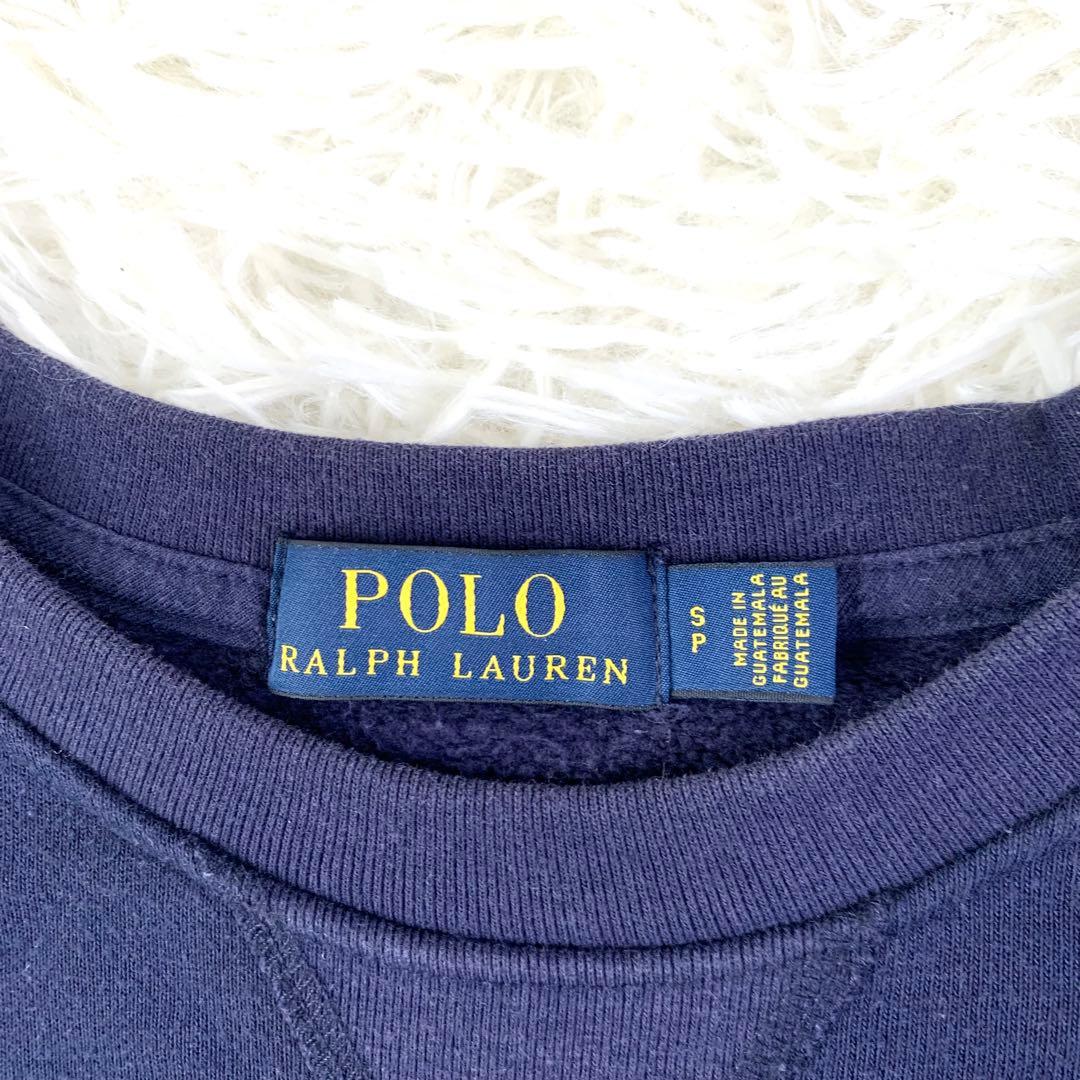 POLO
RALPH LAUREN
S
P
MADE IN
GUATEMALA
FABRIQUÉ AU
GUATEMALA